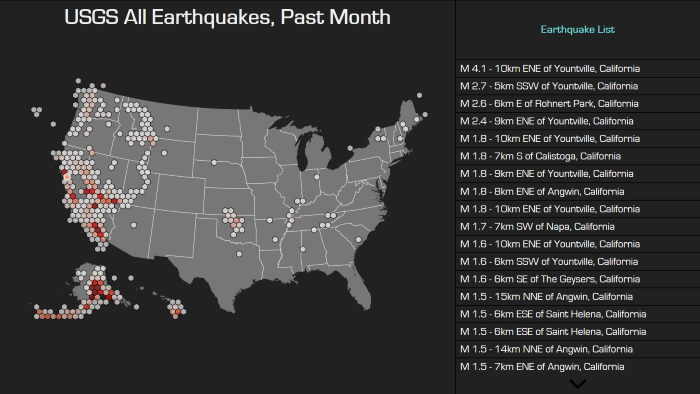 USGS All Earthquakes, Past Month
Earthquake List
M 4.1 - 10km ENE of Yountville, California
M 2.7 - 5km SSW of Yountville, California
M 2.6 - 6km E of Rohnert Park, California
M 2.4 - 9km ENE of Yountville, California
M 1.8 - 10km ENE of Yountville, California
M 1.8 - 7km S of Calistoga, California
M 1.8 - 9km ENE of Yountville, California
M 1.8 - 8km ENE of Angwin, California
M 1.8 - 10km ENE of Yountville, California
M 1.7 - 7km SW of Napa, California
M 1.6 - 10km ENE of Yountville, California
M 1.6 - 6km SSW of Yountville, California
M 1.6 - 6km SE of The Geysers, California
M 1.5 - 15km NNE of Angwin, California
M 1.5 - 6km ESE of Saint Helena, California
M 1.5 - 6km ESE of Saint Helena, California
M 1.5 - 14km NNE of Angwin, California
M 1.5 - 7km ENE of Angwin, California